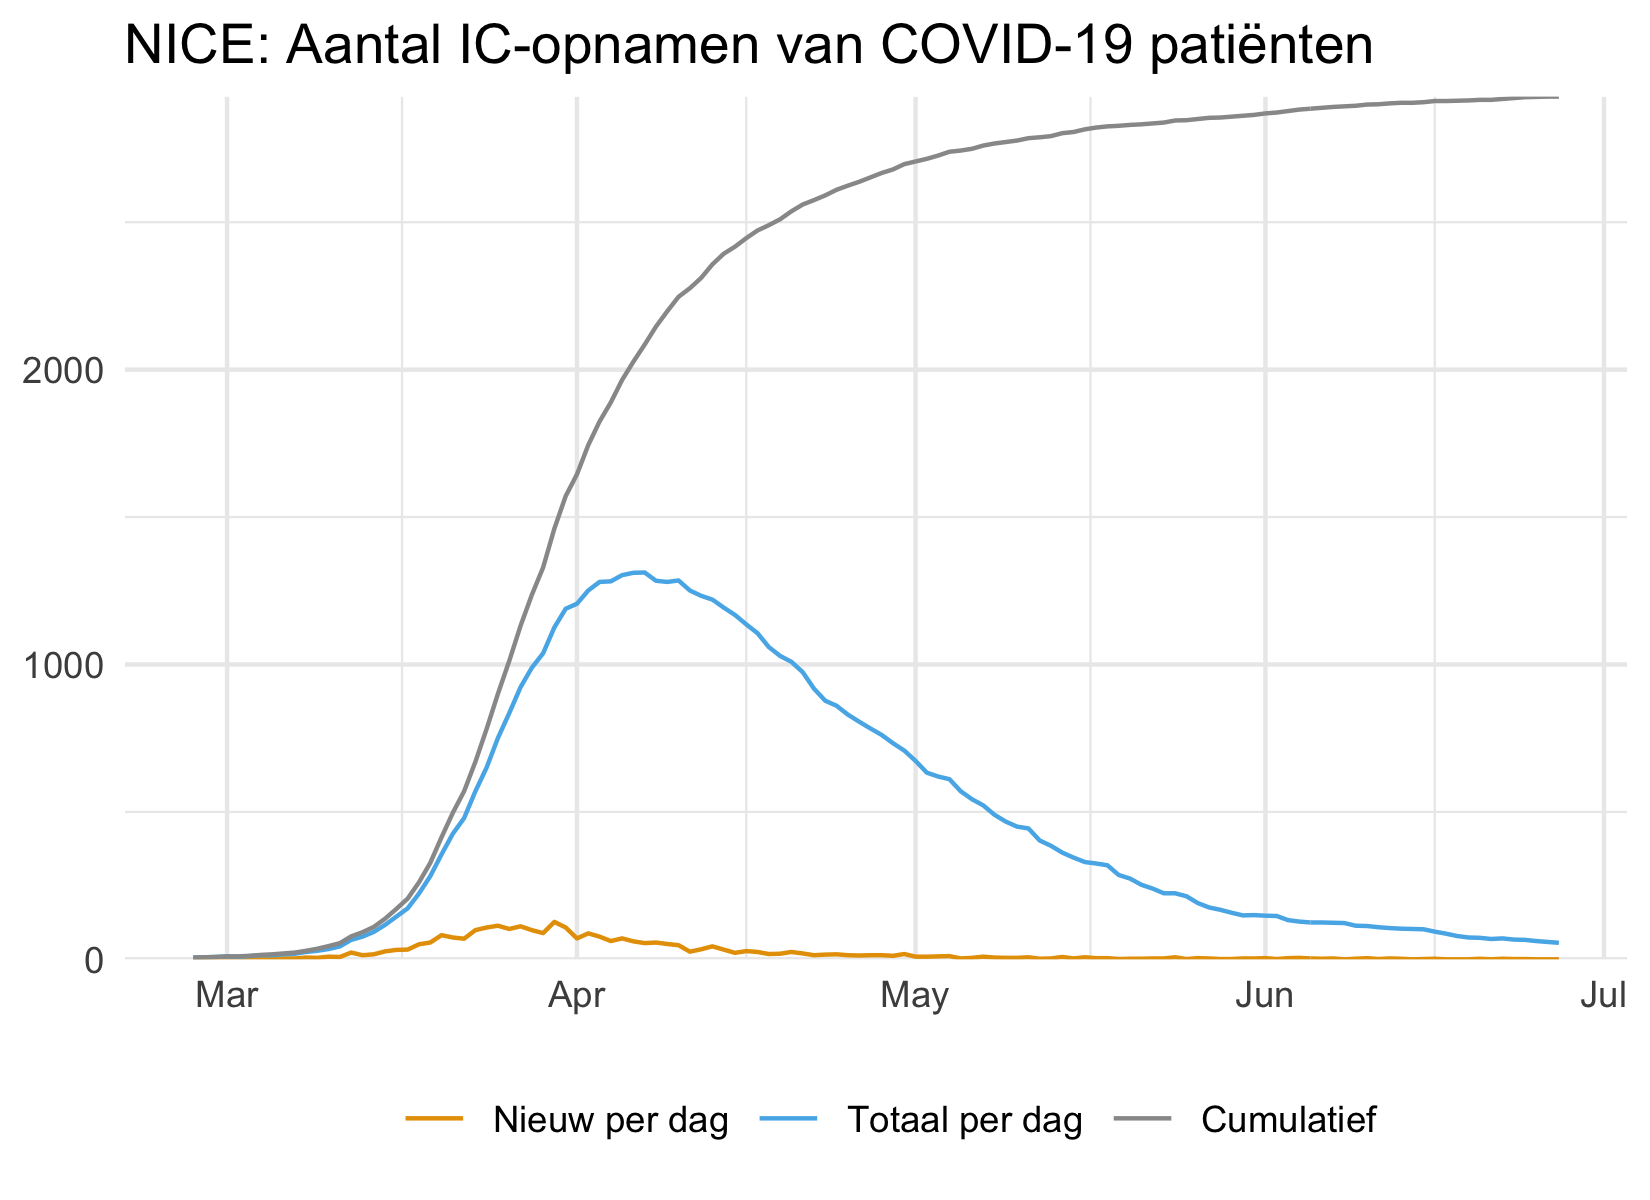 NICE: Aantal IC-opnamen van COVID-19 patiënten
2000
1000
0
Mar Apr May Jun Jul
Nieuw per dag Totaal per dag Cumulatief